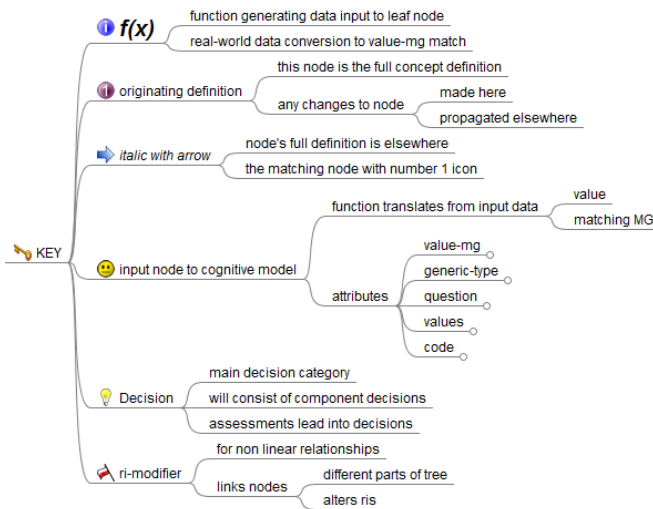 f(x)
function generating data input to leaf node
real-world data conversion to value-mg match
1 originating definition
this node is the full concept definition
any changes to node
made here
propagated elsewhere
italic with arrow
node's full definition is elsewhere
the matching node with number 1 icon
KEY
input node to cognitive model
function translates from input data
value
matching MG
attributes
value-mg
generic-type
question
values
code
Decision
main decision category
will consist of component decisions
assessments lead into decisions
ri-modifier
for non linear relationships
links nodes
different parts of tree
alters ris